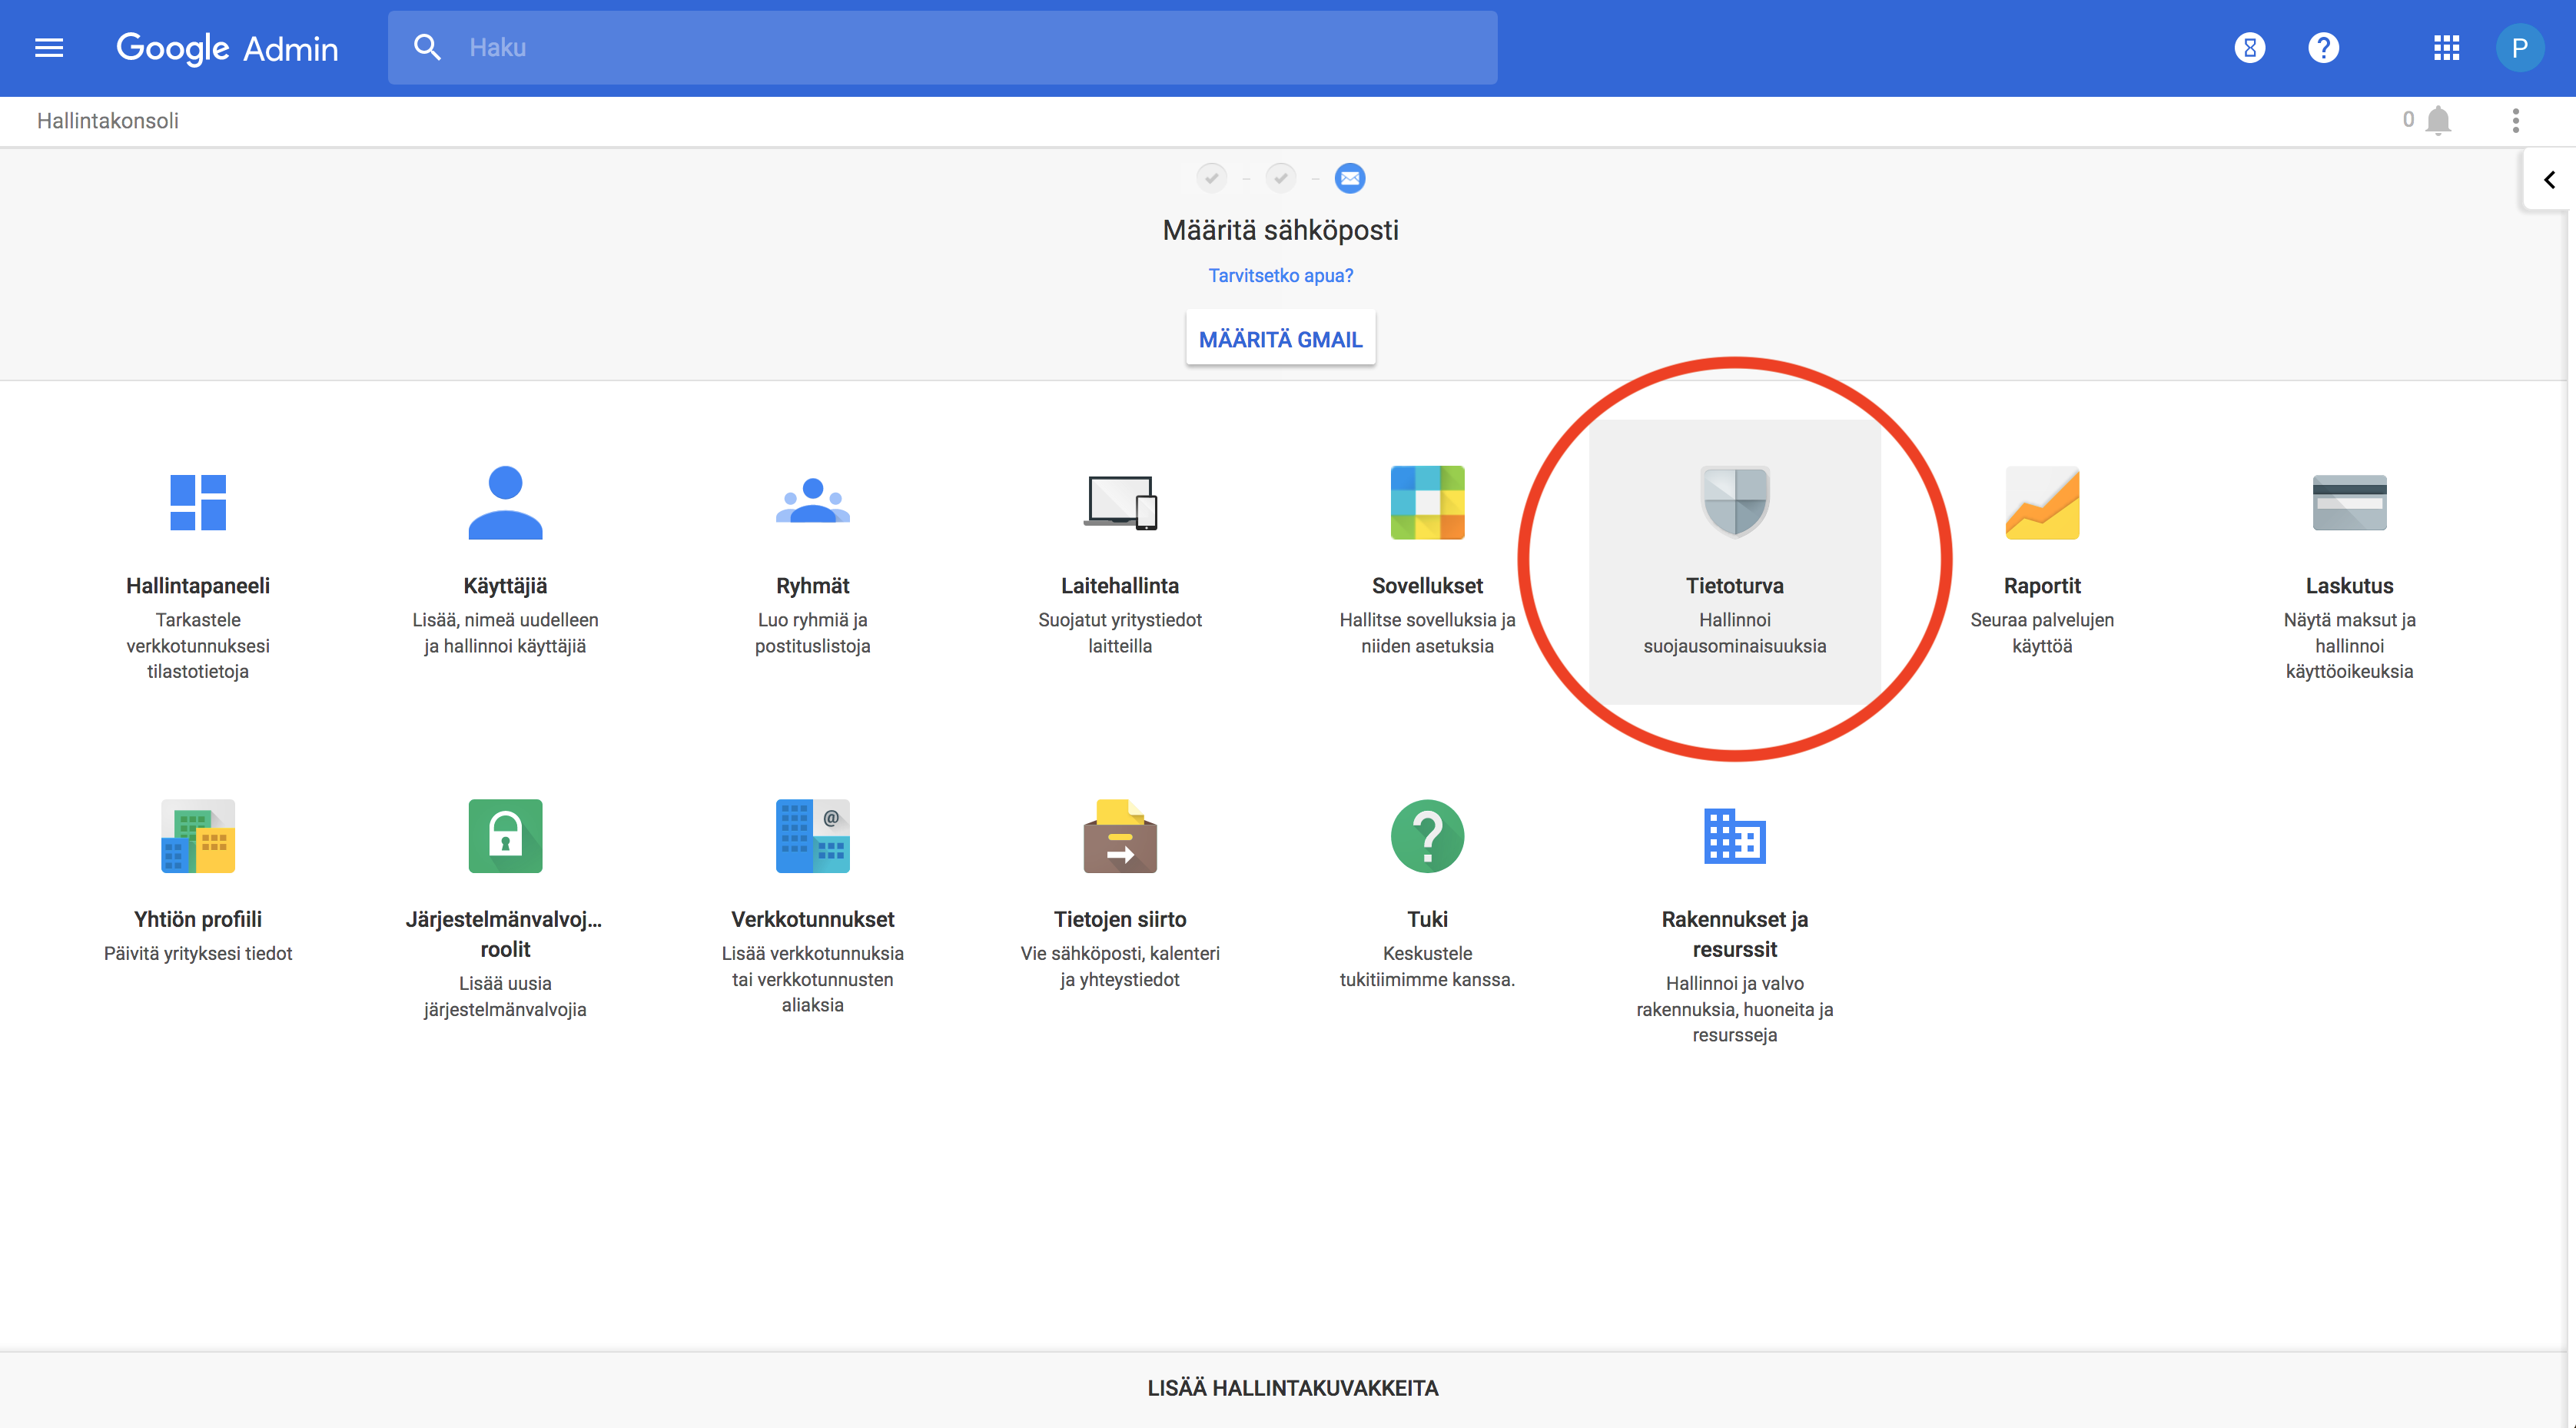 Google Admin
Haku
P
Hallintakonsoli
0
Määritä sähköposti
Tarvitsetko apua?
MÄÄRITÄ GMAIL
Hallintapaneeli
Tarkastele
verkkotunnuksesi
tilastotietoja
Käyttäjiä
Lisää, nimeä uudelleen
ja hallinnoi käyttäjiä
Ryhmät
Luo ryhmiä ja
postituslistoja
Laitehallinta
Suojatut yritystiedot
laitteilla
Sovellukset
Hallitse sovelluksia ja
niiden asetuksia
Tietoturva
Hallinnoi
suojausominaisuuksia
Raportit
Seuraa palvelujen
käyttöä
Laskutus
Näytä maksut ja
hallinnoi
käyttöoikeuksia
Yhtiön profiili
Päivitä yrityksesi tiedot
Järjestelmänvalvoj...
roolit
Lisää uusia
järjestelmänvalvojia
@
Verkkotunnukset
Lisää verkkotunnuksia
tai verkkotunnusten
aliaksia
Tietojen siirto
Vie sähköposti, kalenteri
ja yhteystiedot
Tuki
Keskustele
tukitiimimme kanssa.
Rakennukset ja
resurssit
Hallinnoi ja valvo
rakennuksia, huoneita ja
resursseja
LISÄÄ HALLINTAKUVAKKEITA